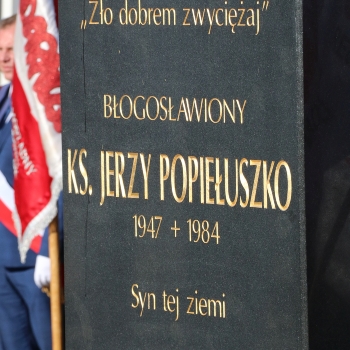 „Zło dobrem zwyciężaj”
BŁOGOSŁAWIONY
KS. JERZY POPIEŁUSZKO
1947 + 1984
Syn tej ziemi